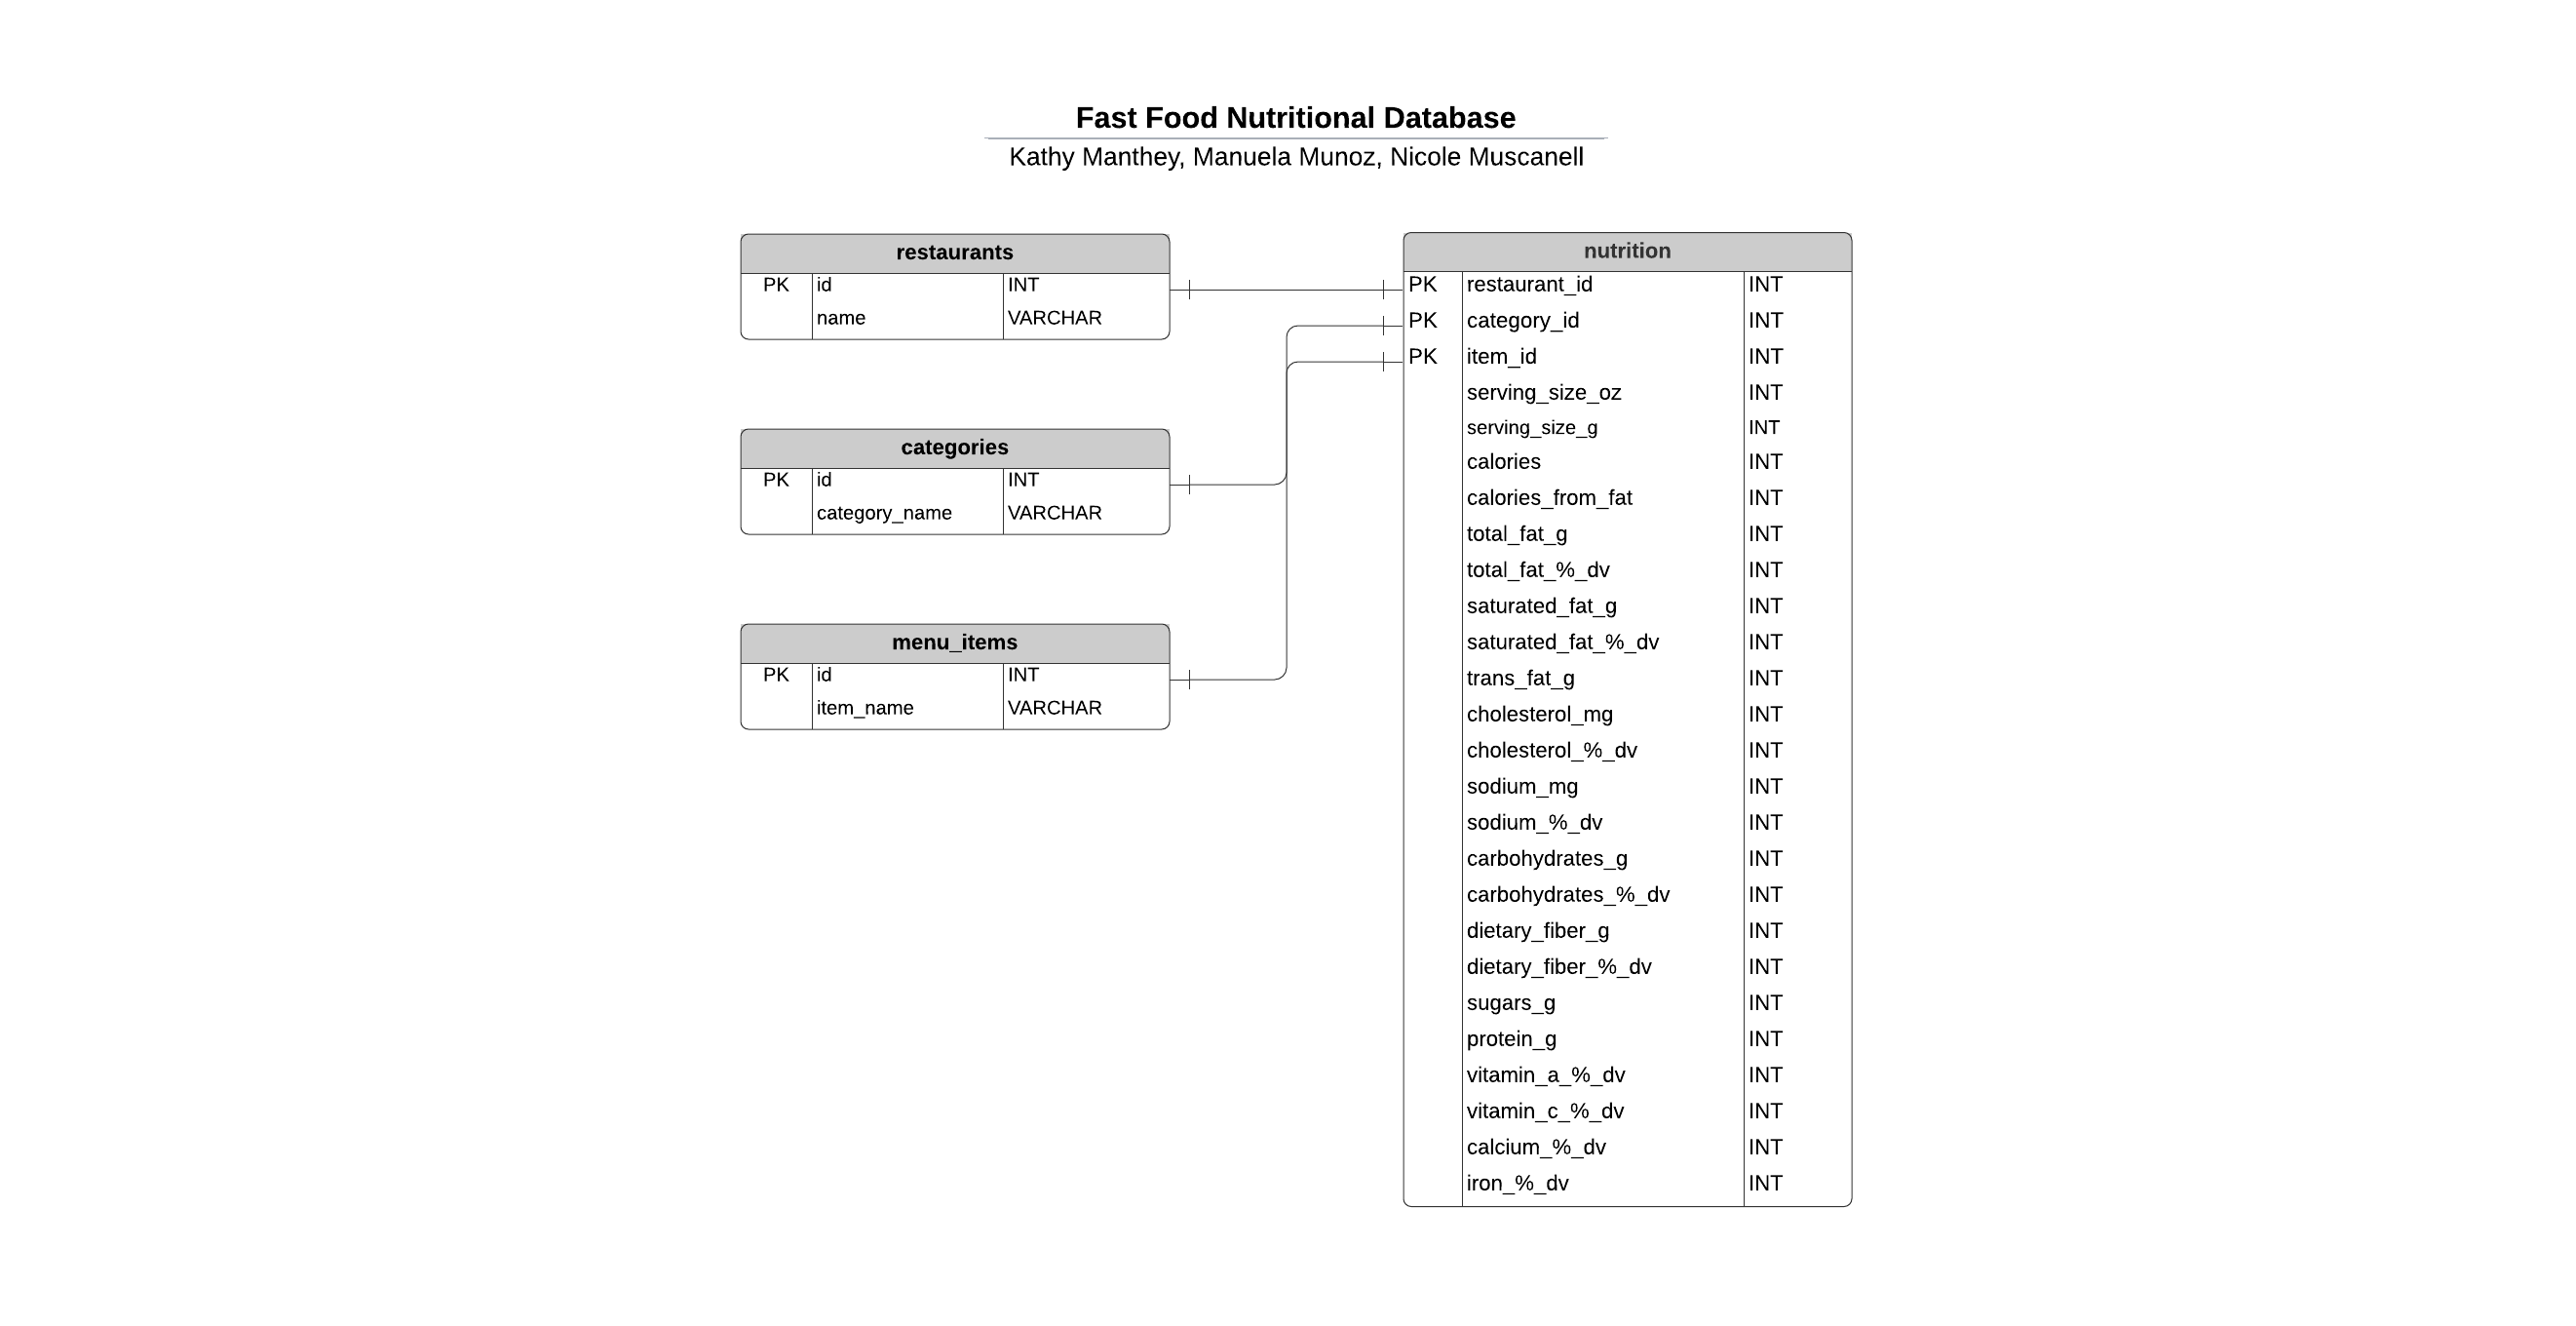 Fast Food Nutritional Database
Kathy Manthey, Manuela Munoz, Nicole Muscanell
restaurants
PK id INT
name VARCHAR
categories
PK id INT
category_name VARCHAR
menu_items
PK id INT
item_name VARCHAR
nutrition
PK restaurant_id INT
PK category_id INT
PK item_id INT
serving_size_oz INT
serving_size_g INT
calories INT
calories_from_fat INT
total_fat_g INT
total_fat_%_dv INT
saturated_fat_g INT
saturated_fat_%_dv INT
trans_fat_g INT
cholesterol_mg INT
cholesterol_%_dv INT
sodium_mg INT
sodium_%_dv INT
carbohydrates_g INT
carbohydrates_%_dv INT
dietary_fiber_g INT
dietary_fiber_%_dv INT
sugars_g INT
protein_g INT
vitamin_a_%_dv INT
vitamin_c_%_dv INT
calcium_%_dv INT
iron_%_dv INT